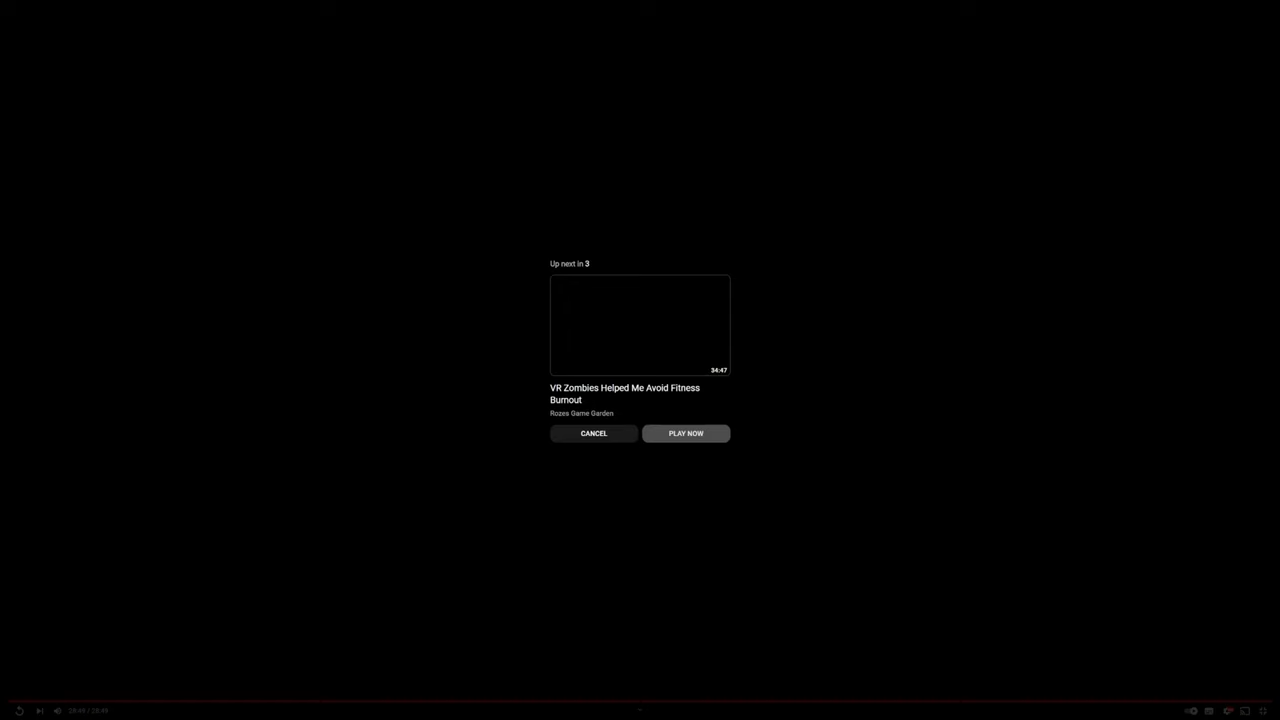 Up next in 3
34:47
VR Zombies Helped Me Avoid Fitness
Burnout
Rozes Game Garden
CANCEL
PLAY NOW